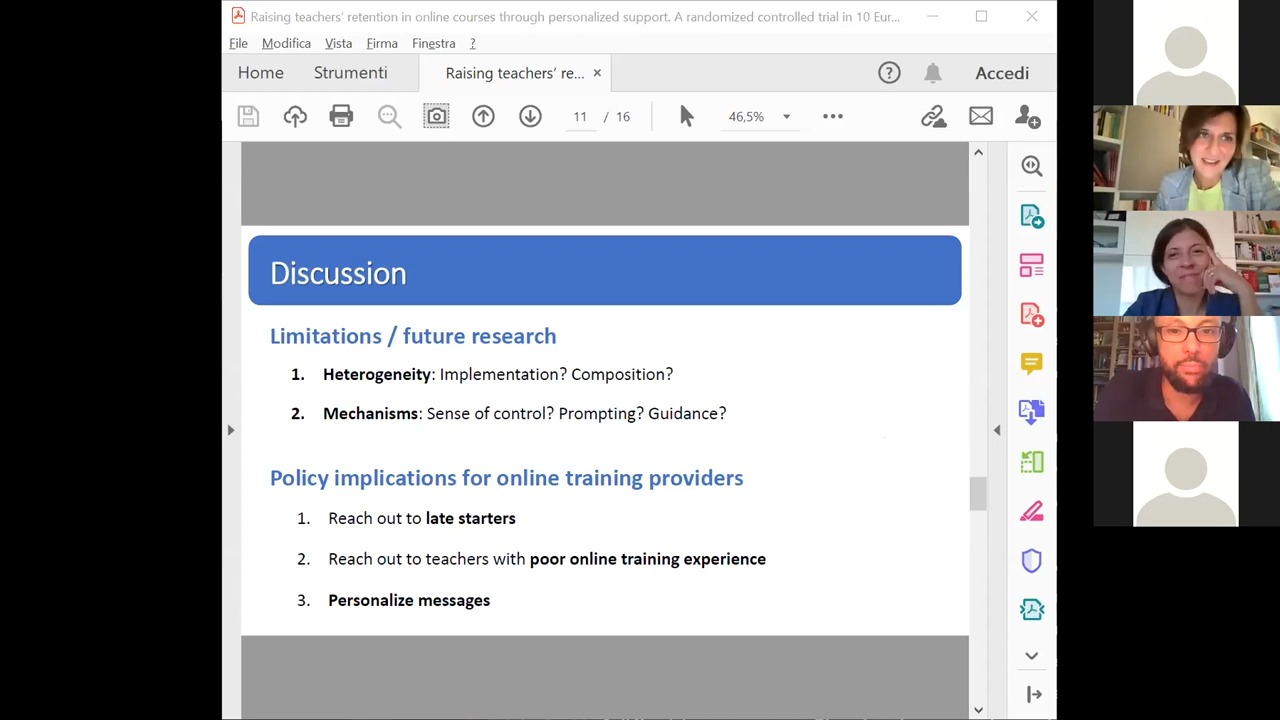 Raising teachers' retention in online courses through personalized support. A randomized controlled trial in 10 Eur...
File Modifica Vista Firma Finestra ?
Home Strumenti Raising teachers' re... × Accedi
11 / 16 46,5%
Discussion
Limitations / future research
1. Heterogeneity: Implementation? Composition?
2. Mechanisms: Sense of control? Prompting? Guidance?
Policy implications for online training providers
1. Reach out to late starters
2. Reach out to teachers with poor online training experience
3. Personalize messages